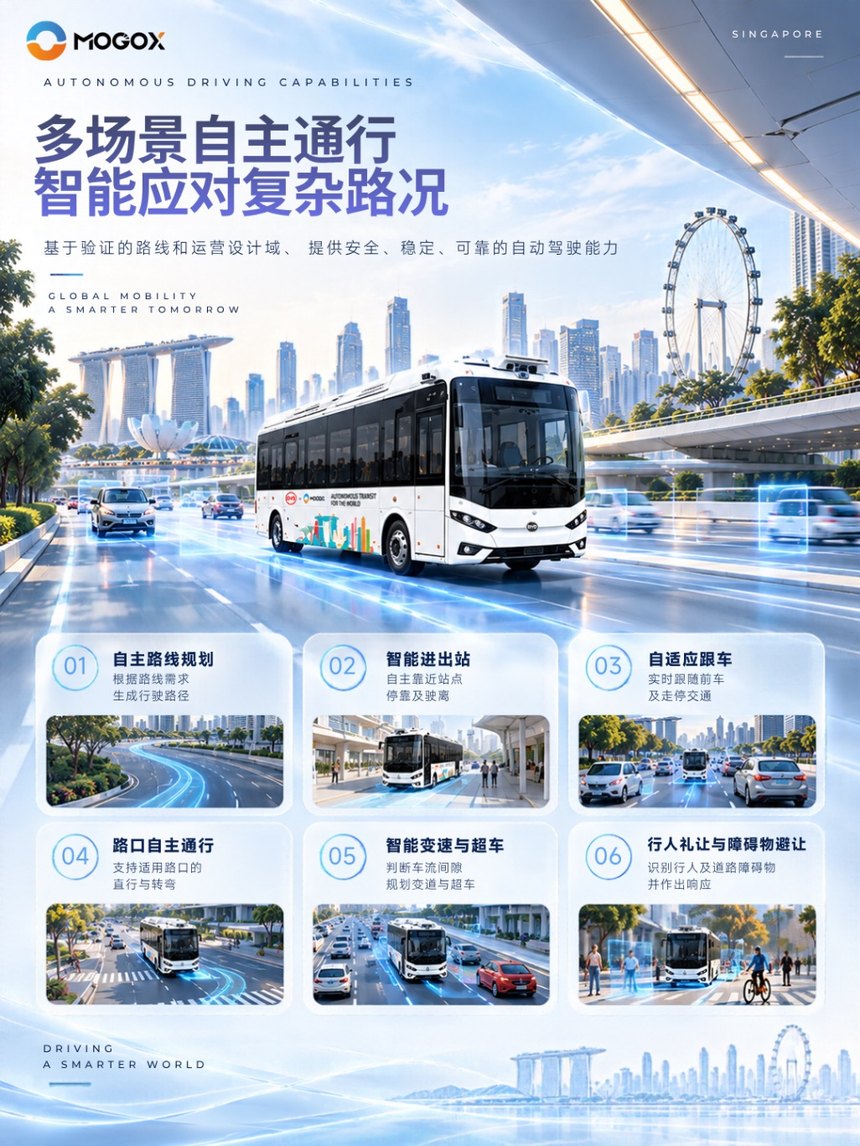 MOGOX
SINGAPORE
AUTONOMOUS DRIVING CAPABILITIES
多场景自主通行
智能应对复杂路况
基于验证的路线和运营设计域、 提供安全、稳定、可靠的自动驾驶能力
GLOBAL MOBILITY
A SMARTER TOMORROW
BYD
MOGOX
AUTONOMOUS TRANSIT
FOR THE WORLD
BYD
01
自主路线规划
根据路线需求
生成行驶路径
02
智能进出站
自主靠近站点
停靠及驶离
03
自适应跟车
实时跟随前车
及走停交通
04
路口自主通行
支持适用路口的
直行与转弯
05
智能变速与超车
判断车流间隙
规划变道与超车
06
行人礼让与障碍物避让
识别行人及道路障碍物
并作出响应
DRIVING
A SMARTER WORLD